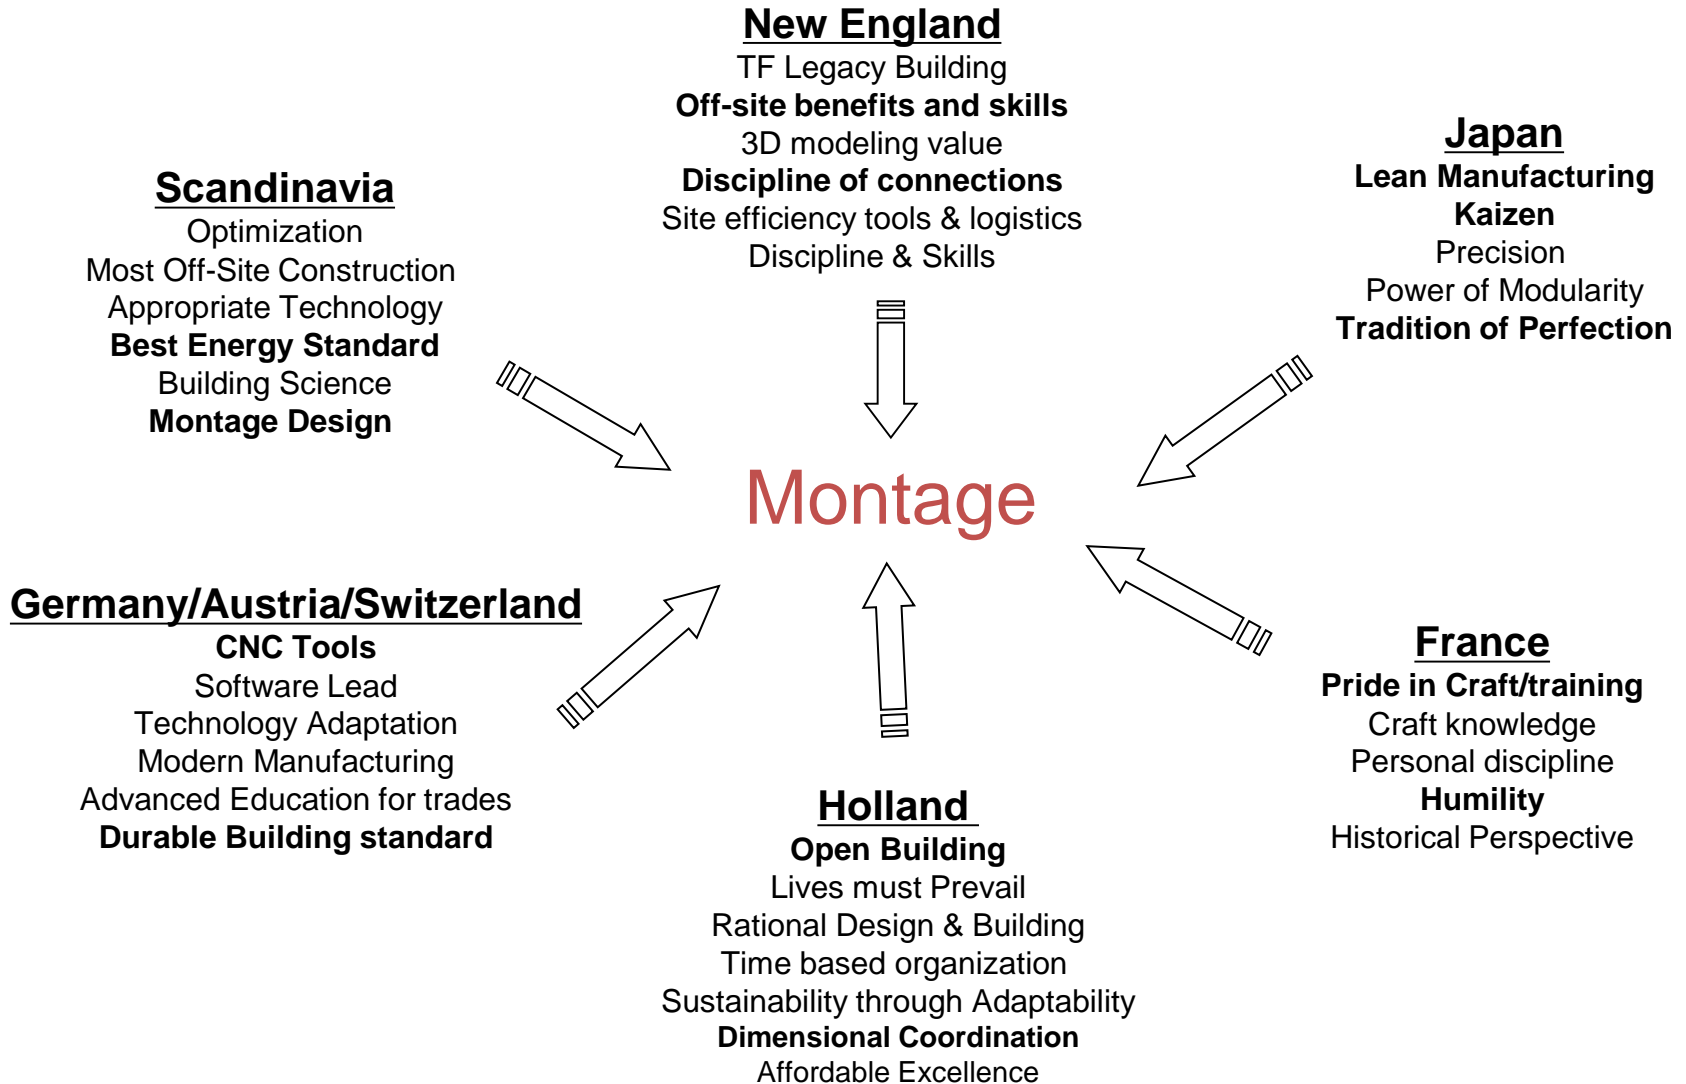 New England
TF Legacy Building
Off-site benefits and skills
3D modeling value
Discipline of connections
Site efficiency tools & logistics
Discipline & Skills
Japan
Lean Manufacturing
Kaizen
Precision
Power of Modularity
Tradition of Perfection
Scandinavia
Optimization
Most Off-Site Construction
Appropriate Technology
Best Energy Standard
Building Science
Montage Design
Montage
Germany/Austria/Switzerland
CNC Tools
Software Lead
Technology Adaptation
Modern Manufacturing
Advanced Education for trades
Durable Building standard
France
Pride in Craft/training
Craft knowledge
Personal discipline
Humility
Historical Perspective
Holland
Open Building
Lives must Prevail
Rational Design & Building
Time based organization
Sustainability through Adaptability
Dimensional Coordination
Affordable Excellence